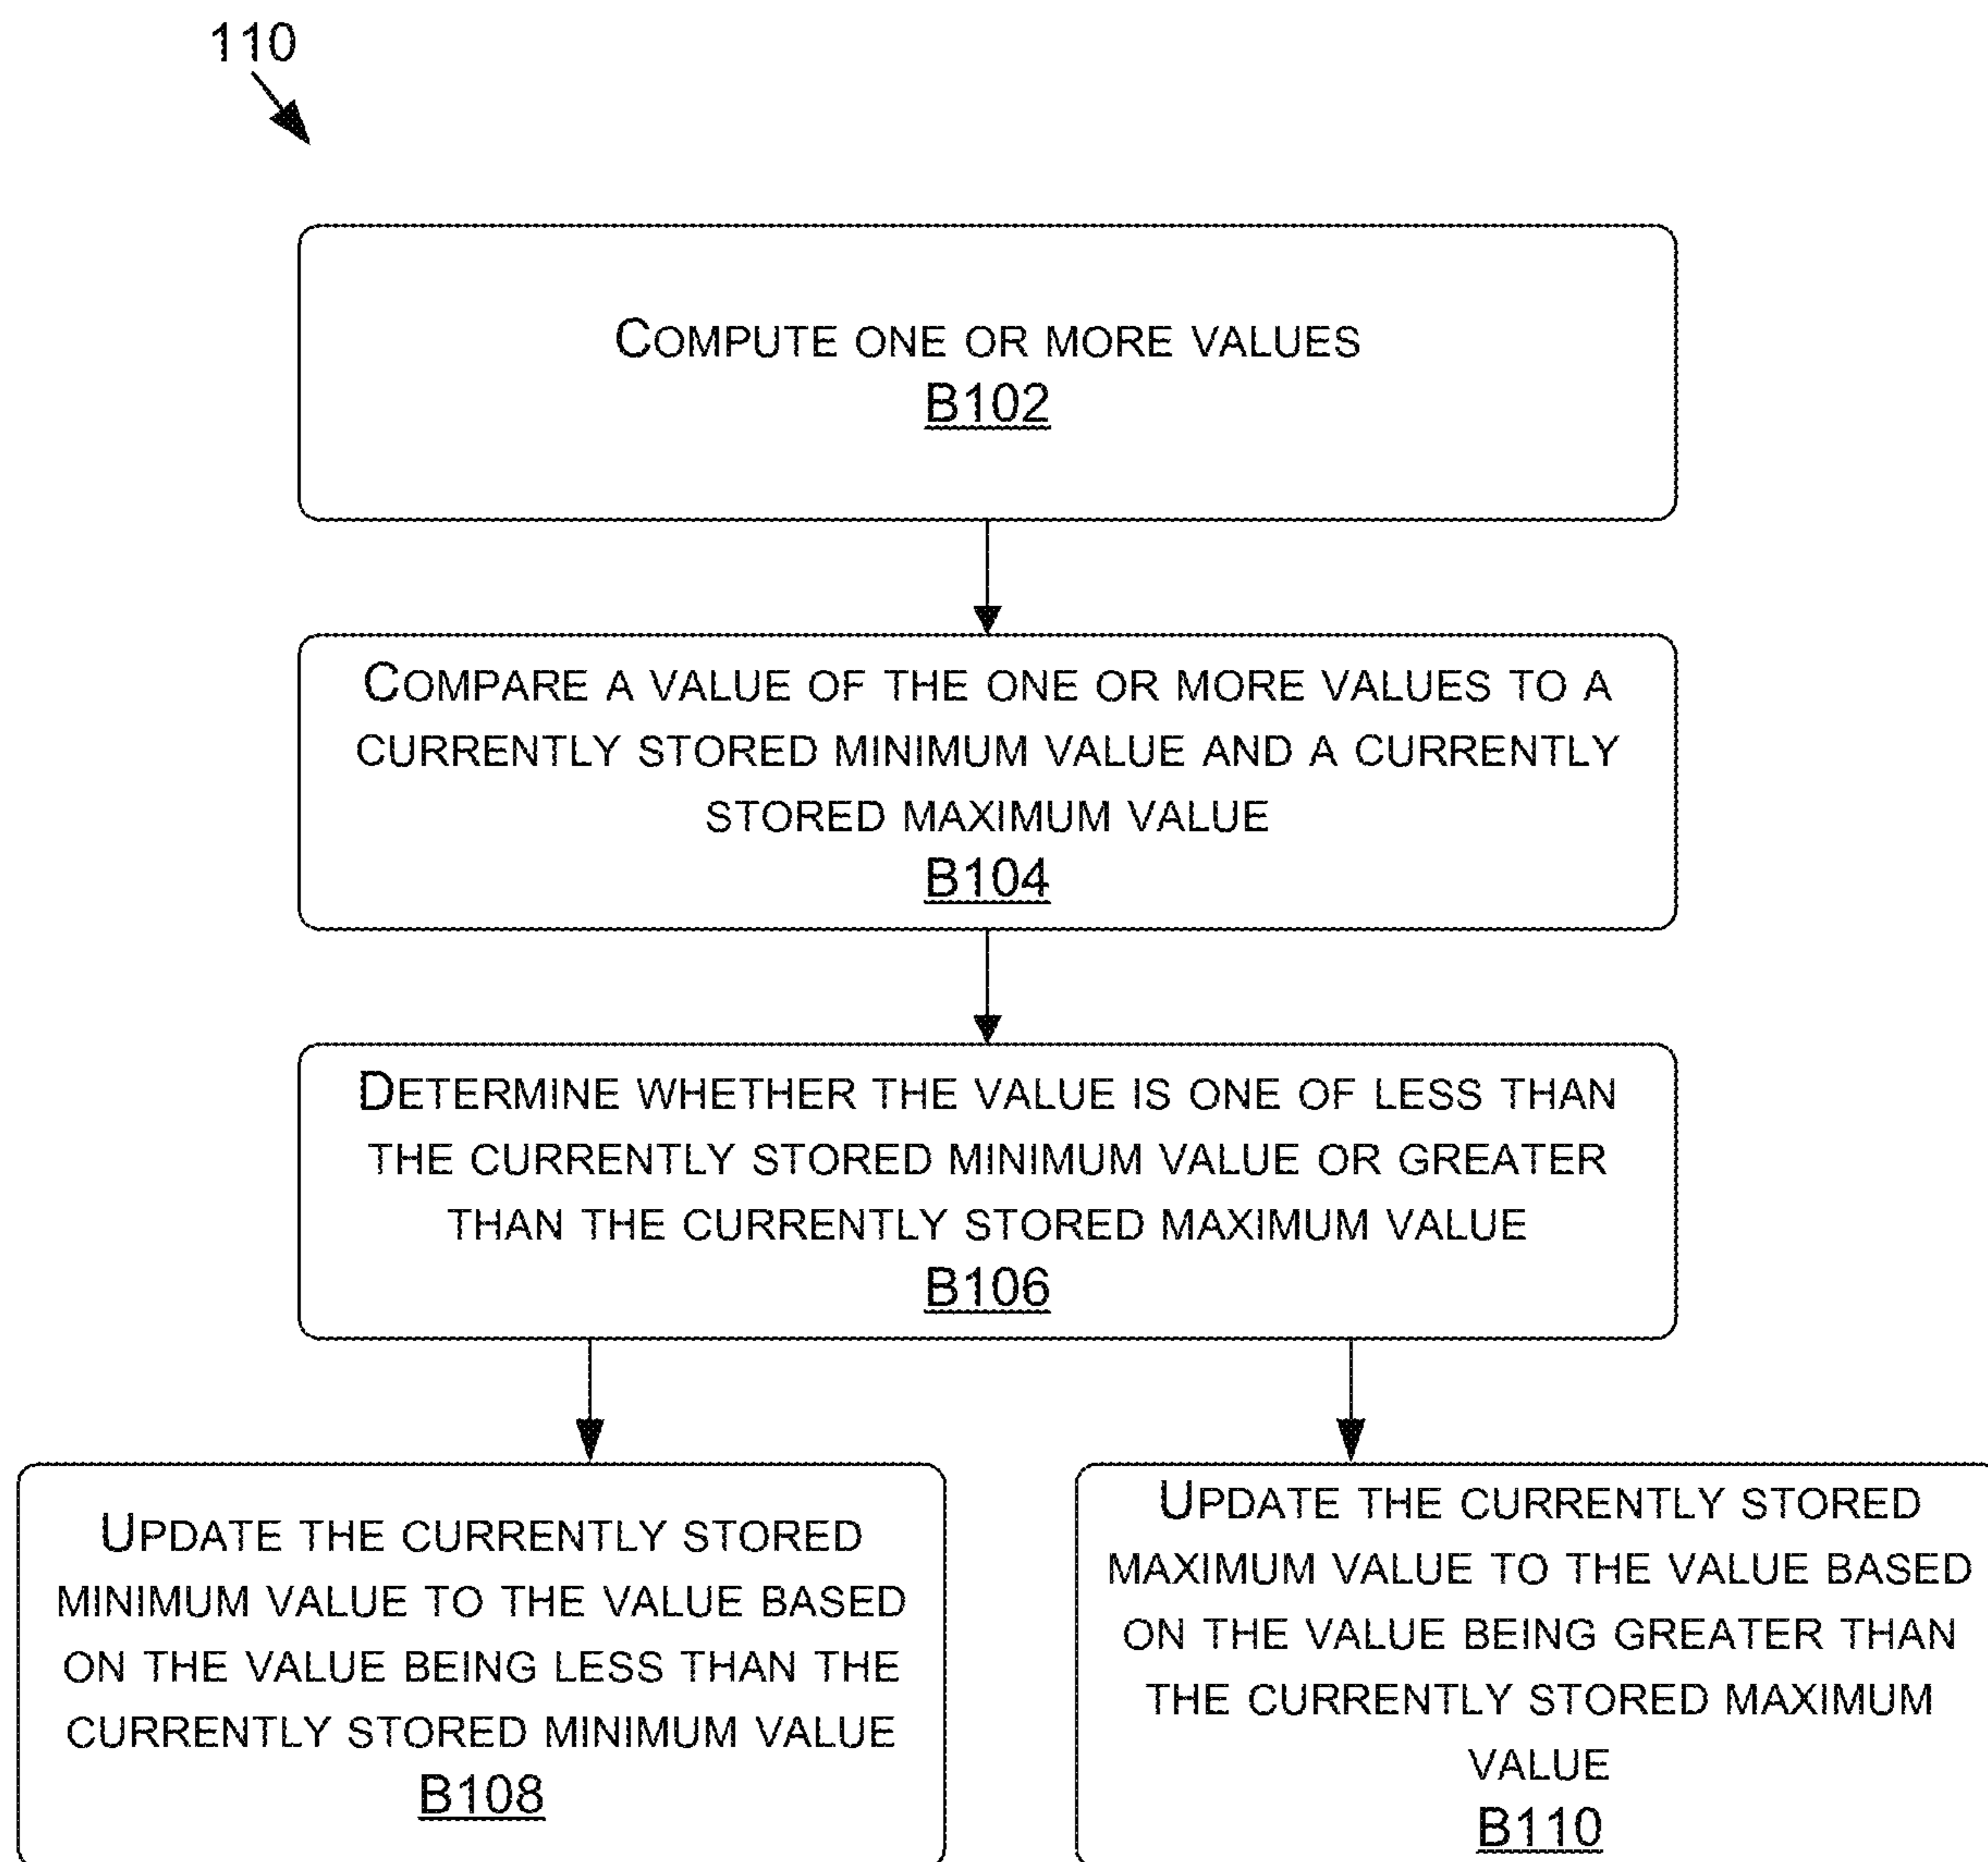 110
COMPUTE ONE OR MORE VALUES
B102
COMPARE A VALUE OF THE ONE OR MORE VALUES TO A
CURRENTLY STORED MINIMUM VALUE AND A CURRENTLY
STORED MAXIMUM VALUE
B104
DETERMINE WHETHER THE VALUE IS ONE OF LESS THAN
THE CURRENTLY STORED MINIMUM VALUE OR GREATER
THAN THE CURRENTLY STORED MAXIMUM VALUE
B106
UPDATE THE CURRENTLY STORED
MINIMUM VALUE TO THE VALUE BASED
ON THE VALUE BEING LESS THAN THE
CURRENTLY STORED MINIMUM VALUE
B108
UPDATE THE CURRENTLY STORED
MAXIMUM VALUE TO THE VALUE BASED
ON THE VALUE BEING GREATER THAN
THE CURRENTLY STORED MAXIMUM
VALUE
B110